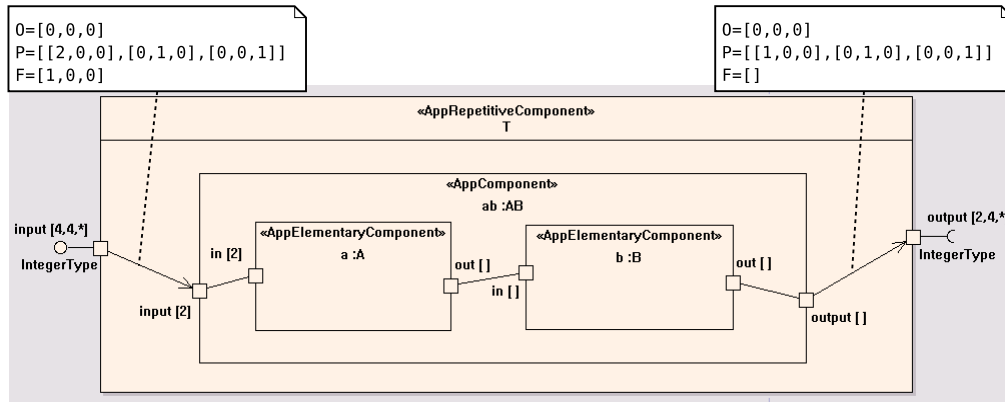 O=[0,0,0]
P=[[2,0,0],[0,1,0],[0,0,1]]
F=[1,0,0]
O=[0,0,0]
P=[[1,0,0],[0,1,0],[0,0,1]]
F=[]
«AppRepetitiveComponent»
T
«AppComponent»
ab :AB
input [4,4,*]
IntegerType
input [2]
in [2]
«AppElementaryComponent»
a :A
out [ ]
in [ ]
«AppElementaryComponent»
b :B
out [ ]
output [ ]
output [2,4,*
IntegerType